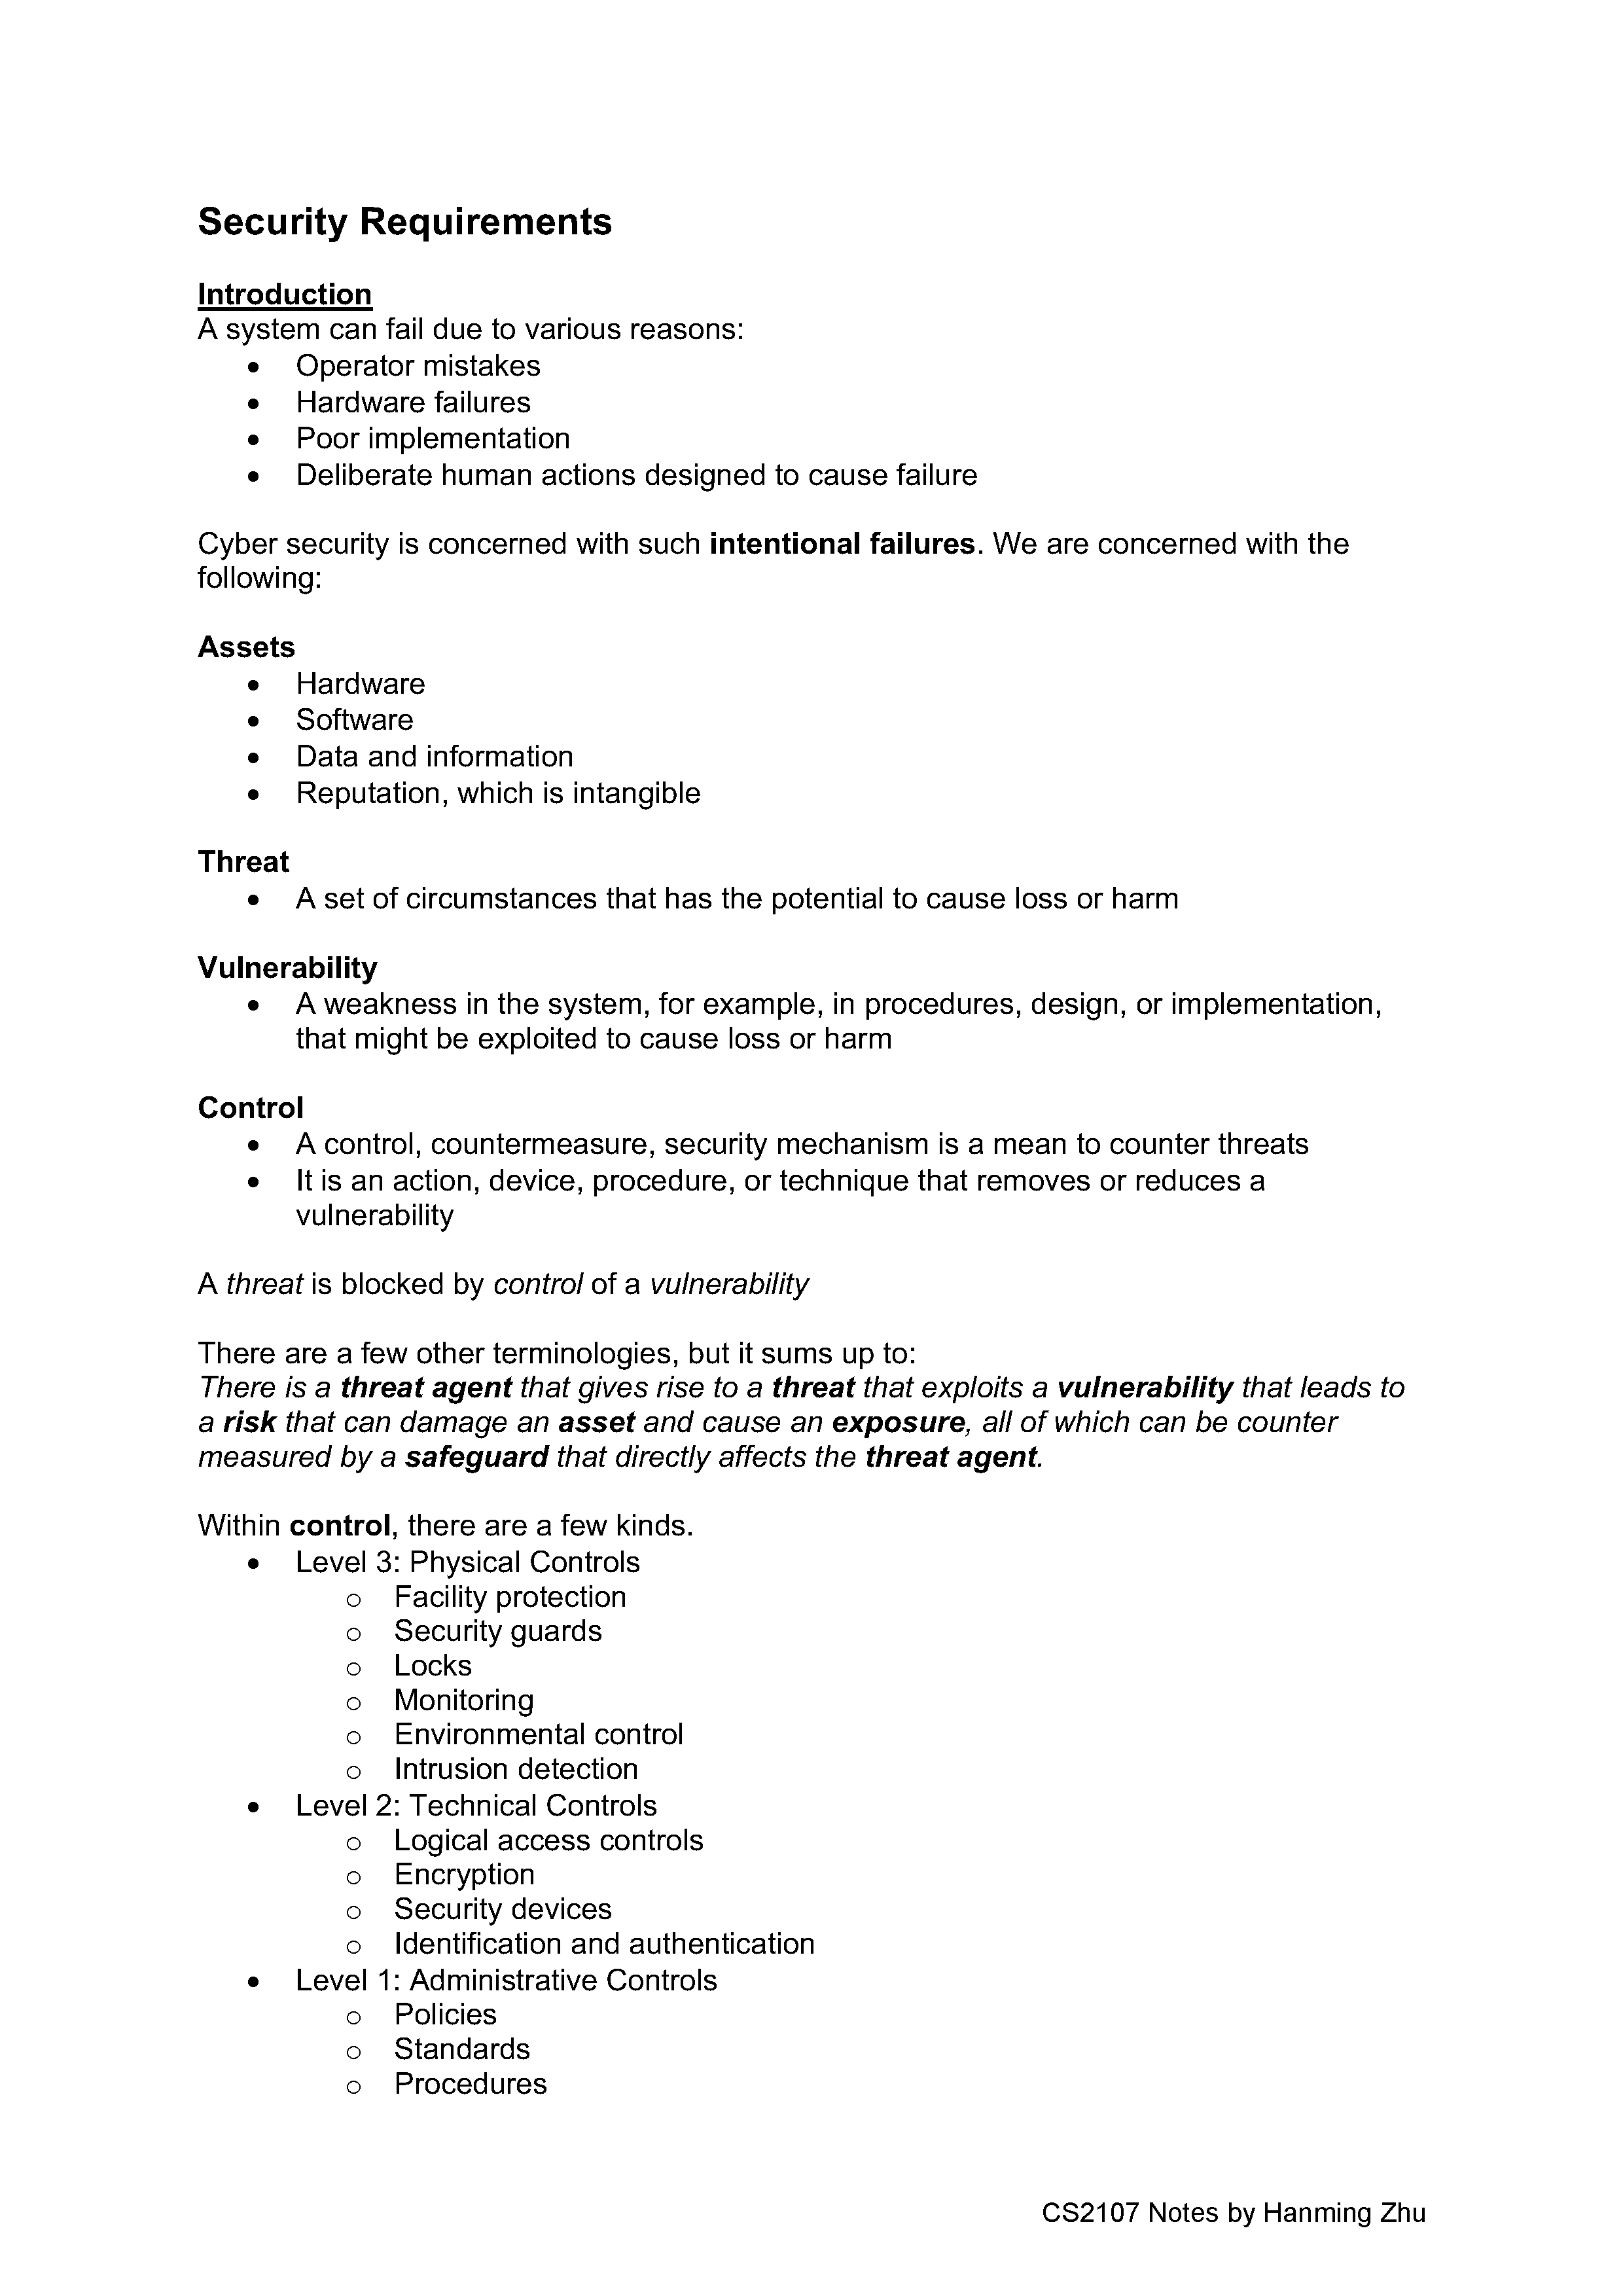 Security Requirements
Introduction
A system can fail due to various reasons:
• Operator mistakes
• Hardware failures
• Poor implementation
• Deliberate human actions designed to cause failure
Cyber security is concerned with such intentional failures. We are concerned with the
following:
Assets
• Hardware
• Software
• Data and information
• Reputation, which is intangible
Threat
• A set of circumstances that has the potential to cause loss or harm
Vulnerability
• A weakness in the system, for example, in procedures, design, or implementation,
that might be exploited to cause loss or harm
Control
• A control, countermeasure, security mechanism is a mean to counter threats
• It is an action, device, procedure, or technique that removes or reduces a
vulnerability
A threat is blocked by control of a vulnerability
There are a few other terminologies, but it sums up to:
There is a threat agent that gives rise to a threat that exploits a vulnerability that leads to
a risk that can damage an asset and cause an exposure, all of which can be counter
measured by a safeguard that directly affects the threat agent.
Within control, there are a few kinds.
• Level 3: Physical Controls
o Facility protection
o Security guards
o Locks
o Monitoring
o Environmental control
o Intrusion detection
• Level 2: Technical Controls
o Logical access controls
o Encryption
o Security devices
o Identification and authentication
• Level 1: Administrative Controls
o Policies
o Standards
o Procedures
CS2107 Notes by Hanming Zhu